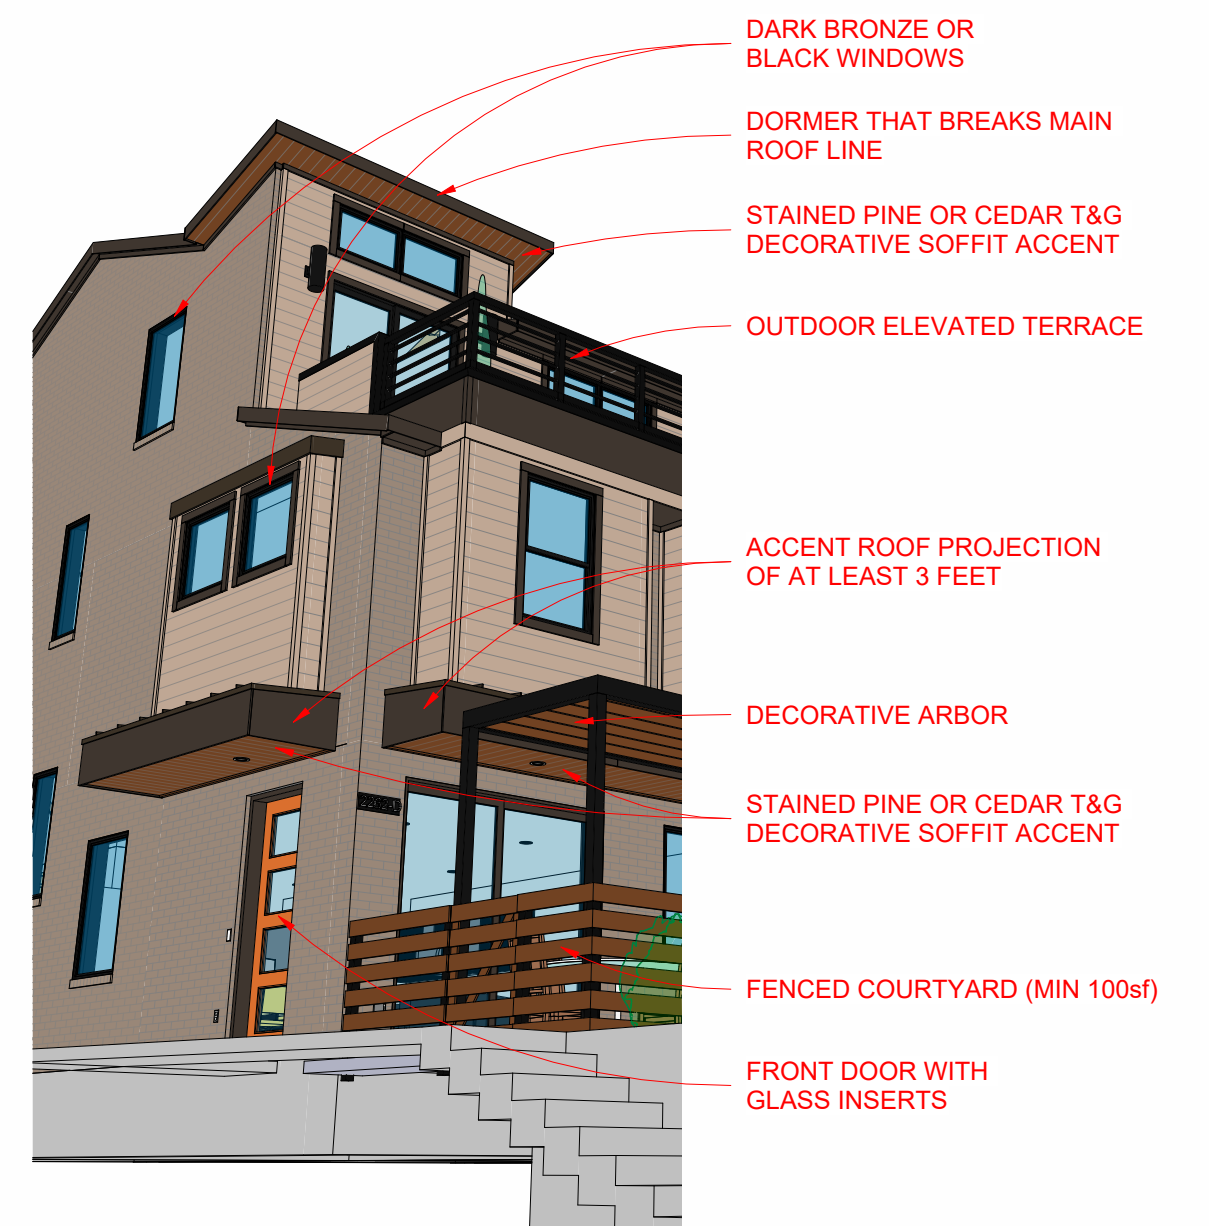 DARK BRONZE OR
BLACK WINDOWS
DORMER THAT BREAKS MAIN
ROOF LINE
STAINED PINE OR CEDAR T&G
DECORATIVE SOFFIT ACCENT
OUTDOOR ELEVATED TERRACE
ACCENT ROOF PROJECTION
OF AT LEAST 3 FEET
DECORATIVE ARBOR
STAINED PINE OR CEDAR T&G
DECORATIVE SOFFIT ACCENT
FENCED COURTYARD (MIN 100sf)
FRONT DOOR WITH
GLASS INSERTS